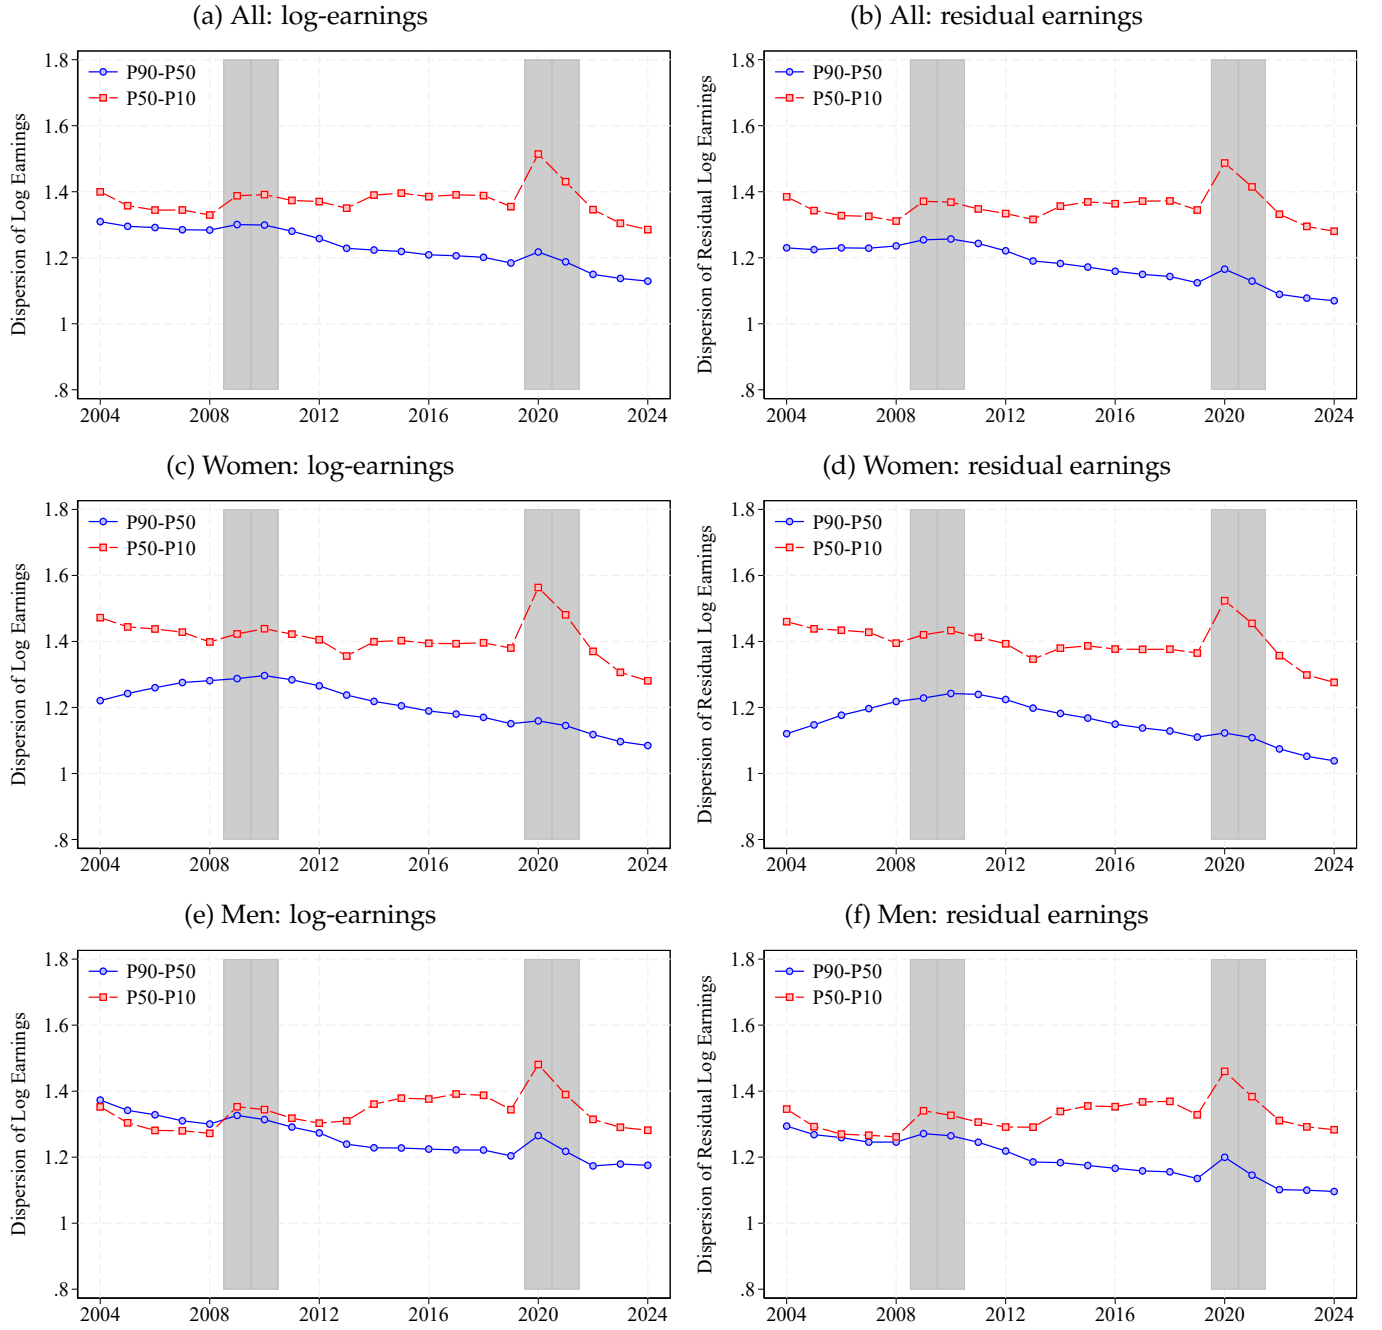 (a) All: log-earnings
Dispersion of Log Earnings
1.8
1.6
1.4
1.2
1
.8
P90-P50
P50-P10
2004 2008 2012 2016 2020 2024
(b) All: residual earnings
Dispersion of Residual Log Earnings
1.8
1.6
1.4
1.2
1
.8
P90-P50
P50-P10
2004 2008 2012 2016 2020 2024
(c) Women: log-earnings
Dispersion of Log Earnings
1.8
1.6
1.4
1.2
1
.8
P90-P50
P50-P10
2004 2008 2012 2016 2020 2024
(d) Women: residual earnings
Dispersion of Residual Log Earnings
1.8
1.6
1.4
1.2
1
.8
P90-P50
P50-P10
2004 2008 2012 2016 2020 2024
(e) Men: log-earnings
Dispersion of Log Earnings
1.8
1.6
1.4
1.2
1
.8
P90-P50
P50-P10
2004 2008 2012 2016 2020 2024
(f) Men: residual earnings
Dispersion of Residual Log Earnings
1.8
1.6
1.4
1.2
1
.8
P90-P50
P50-P10
2004 2008 2012 2016 2020 2024